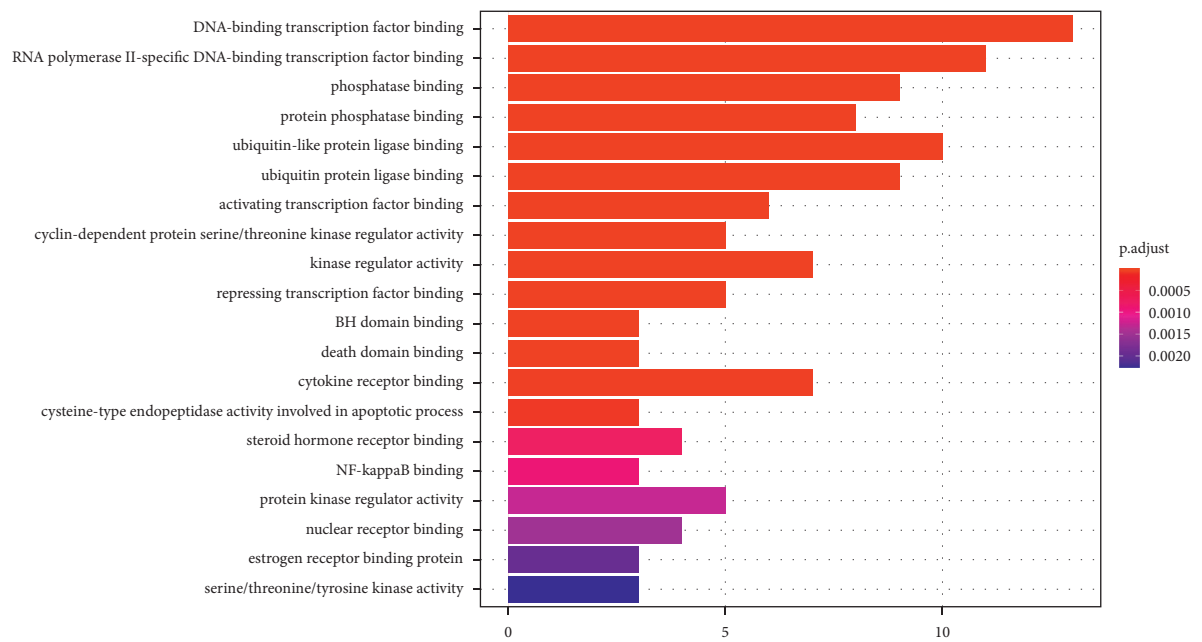 DNA-binding transcription factor binding
RNA polymerase II-specific DNA-binding transcription factor binding
phosphatase binding
protein phosphatase binding
ubiquitin-like protein ligase binding
ubiquitin protein ligase binding
activating transcription factor binding
cyclin-dependent protein serine/threonine kinase regulator activity
kinase regulator activity
repressing transcription factor binding
BH domain binding
death domain binding
cytokine receptor binding
cysteine-type endopeptidase activity involved in apoptotic process
steroid hormone receptor binding
NF-kappaB binding
protein kinase regulator activity
nuclear receptor binding
estrogen receptor binding protein
serine/threonine/tyrosine kinase activity
0 5 10
p.adjust
0.0005
0.0010
0.0015
0.0020